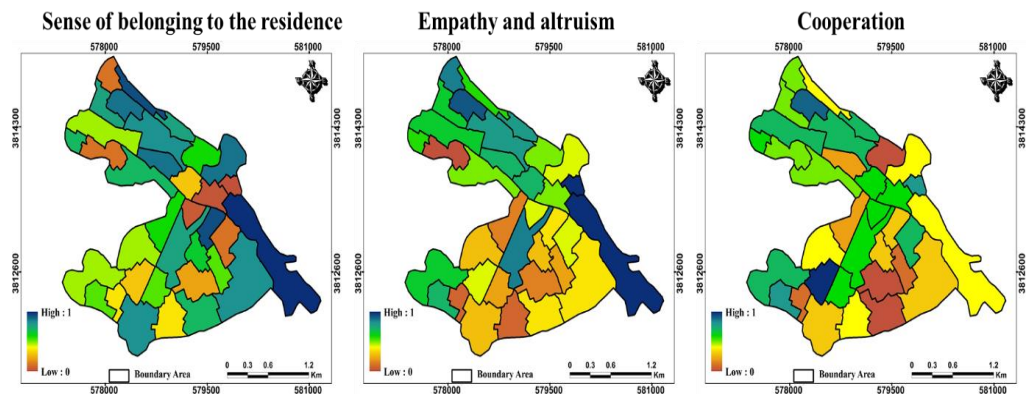 Sense of belonging to the residence
578000 579500 581000
3814300
3812600
High : 1
Low : 0
Boundary Area
0 0.3 0.6 1.2
Km
578000 579500 581000
Empathy and altruism
578000 579500 581000
3814300
3812600
High : 1
Low : 0
Boundary Area
0 0.3 0.6 1.2
Km
578000 579500 581000
Cooperation
578000 579500 581000
3814300
3812600
High : 1
Low : 0
Boundary Area
0 0.3 0.6 1.2
Km
578000 579500 581000